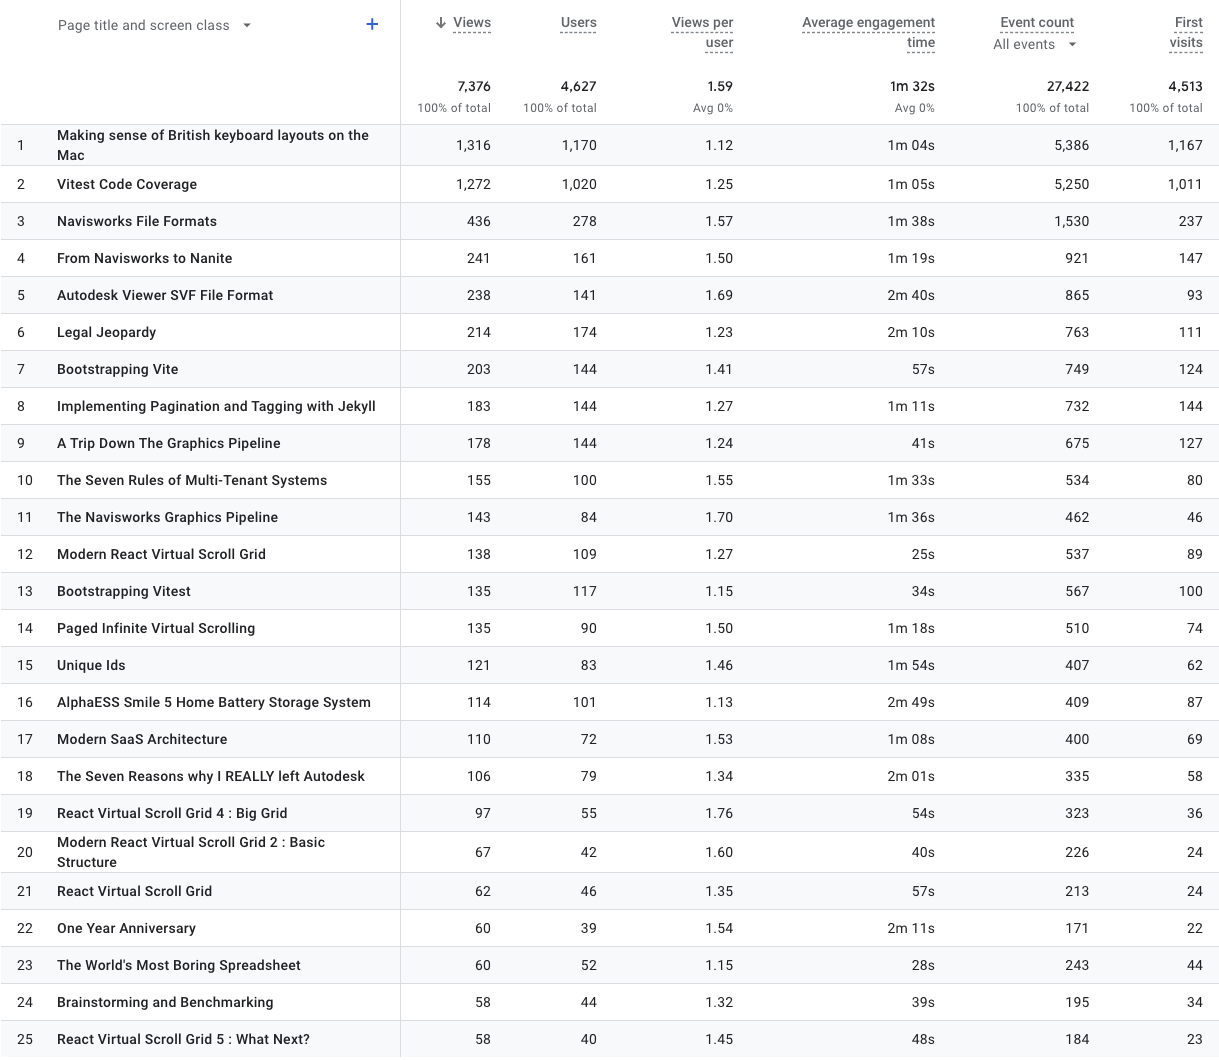 Page title and screen class + ↓ Views Users Views per user Average engagement time Event count All events First visits
7,376 4,627 1.59 1m 32s 27,422 4,513
100% of total 100% of total Avg 0% Avg 0% 100% of total 100% of total
1 Making sense of British keyboard layouts on the Mac 1,316 1,170 1.12 1m 04s 5,386 1,167
2 Vitest Code Coverage 1,272 1,020 1.25 1m 05s 5,250 1,011
3 Navisworks File Formats 436 278 1.57 1m 38s 1,530 237
4 From Navisworks to Nanite 241 161 1.50 1m 19s 921 147
5 Autodesk Viewer SVF File Format 238 141 1.69 2m 40s 865 93
6 Legal Jeopardy 214 174 1.23 2m 10s 763 111
7 Bootstrapping Vite 203 144 1.41 57s 749 124
8 Implementing Pagination and Tagging with Jekyll 183 144 1.27 1m 11s 732 144
9 A Trip Down The Graphics Pipeline 178 144 1.24 41s 675 127
10 The Seven Rules of Multi-Tenant Systems 155 100 1.55 1m 33s 534 80
11 The Navisworks Graphics Pipeline 143 84 1.70 1m 36s 462 46
12 Modern React Virtual Scroll Grid 138 109 1.27 25s 537 89
13 Bootstrapping Vitest 135 117 1.15 34s 567 100
14 Paged Infinite Virtual Scrolling 135 90 1.50 1m 18s 510 74
15 Unique Ids 121 83 1.46 1m 54s 407 62
16 AlphaESS Smile 5 Home Battery Storage System 114 101 1.13 2m 49s 409 87
17 Modern SaaS Architecture 110 72 1.53 1m 08s 400 69
18 The Seven Reasons why I REALLY left Autodesk 106 79 1.34 2m 01s 335 58
19 React Virtual Scroll Grid 4 : Big Grid 97 55 1.76 54s 323 36
20 Modern React Virtual Scroll Grid 2 : Basic Structure 67 42 1.60 40s 226 24
21 React Virtual Scroll Grid 62 46 1.35 57s 213 24
22 One Year Anniversary 60 39 1.54 2m 11s 171 22
23 The World's Most Boring Spreadsheet 60 52 1.15 28s 243 44
24 Brainstorming and Benchmarking 58 44 1.32 39s 195 34
25 React Virtual Scroll Grid 5 : What Next? 58 40 1.45 48s 184 23